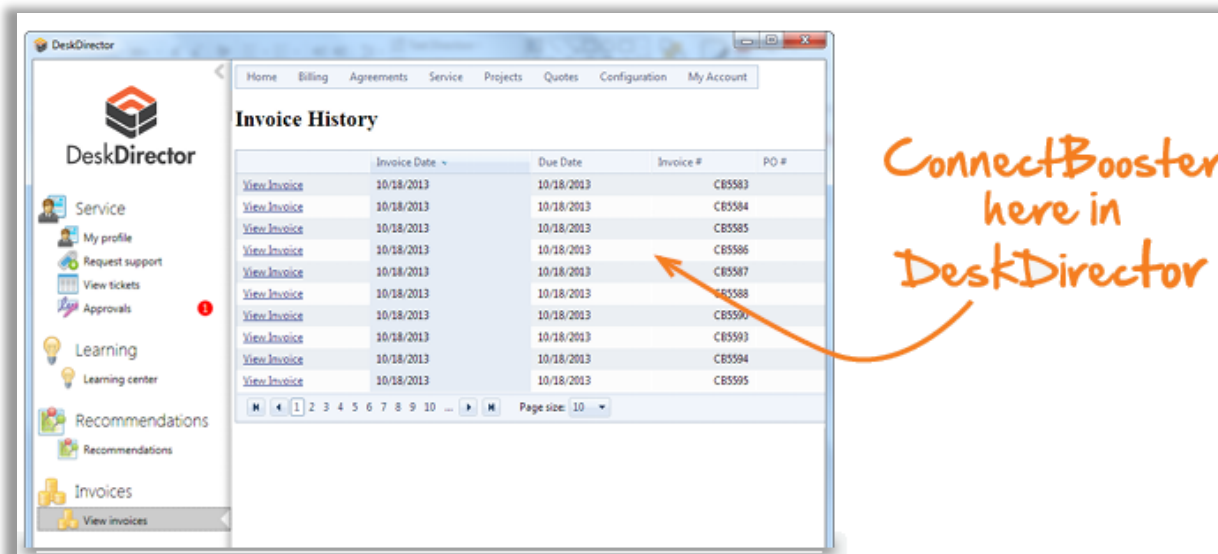 DeskDirector
Home Billing Agreements Service Projects Quotes Configuration My Account
DeskDirector
Service
My profile
Request support
View tickets
Approvals 1
Learning
Learning center
Recommendations
Recommendations
Invoices
View invoices
Invoice History
Invoice Date Due Date Invoice # PO #
View Invoice 10/18/2013 10/18/2013 CB5583
View Invoice 10/18/2013 10/18/2013 CB5584
View Invoice 10/18/2013 10/18/2013 CB5585
View Invoice 10/18/2013 10/18/2013 CB5586
View Invoice 10/18/2013 10/18/2013 CB5587
View Invoice 10/18/2013 10/18/2013 CB5588
View Invoice 10/18/2013 10/18/2013 CB5590
View Invoice 10/18/2013 10/18/2013 CB5593
View Invoice 10/18/2013 10/18/2013 CB5594
View Invoice 10/18/2013 10/18/2013 CB5595
1 2 3 4 5 6 7 8 9 10 ... Page size: 10
ConnectBooster
here in
DeskDirector